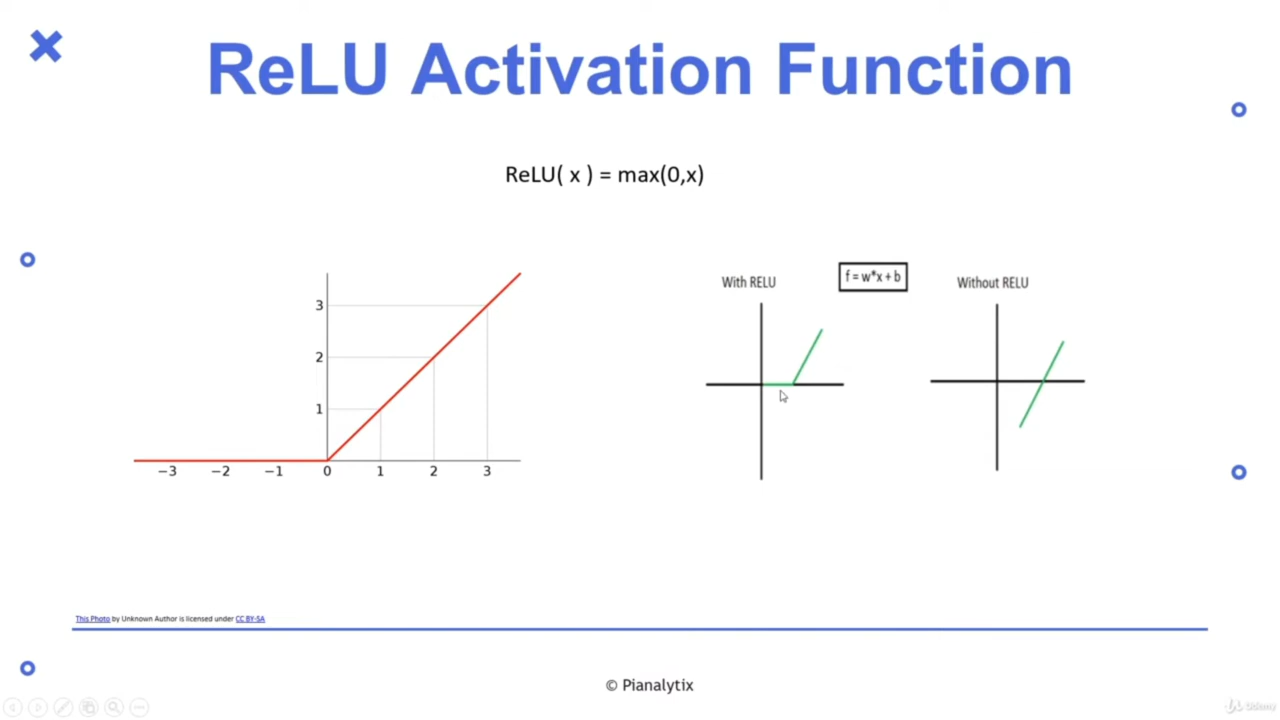 ReLU Activation Function
ReLU( x ) = max(0,x)
With RELU
f = w*x + b
Without RELU
3
2
1
−3 −2 −1 0 1 2 3
This Photo by Unknown Author is licensed under CC BY-SA
© Pianalytix
Udemy